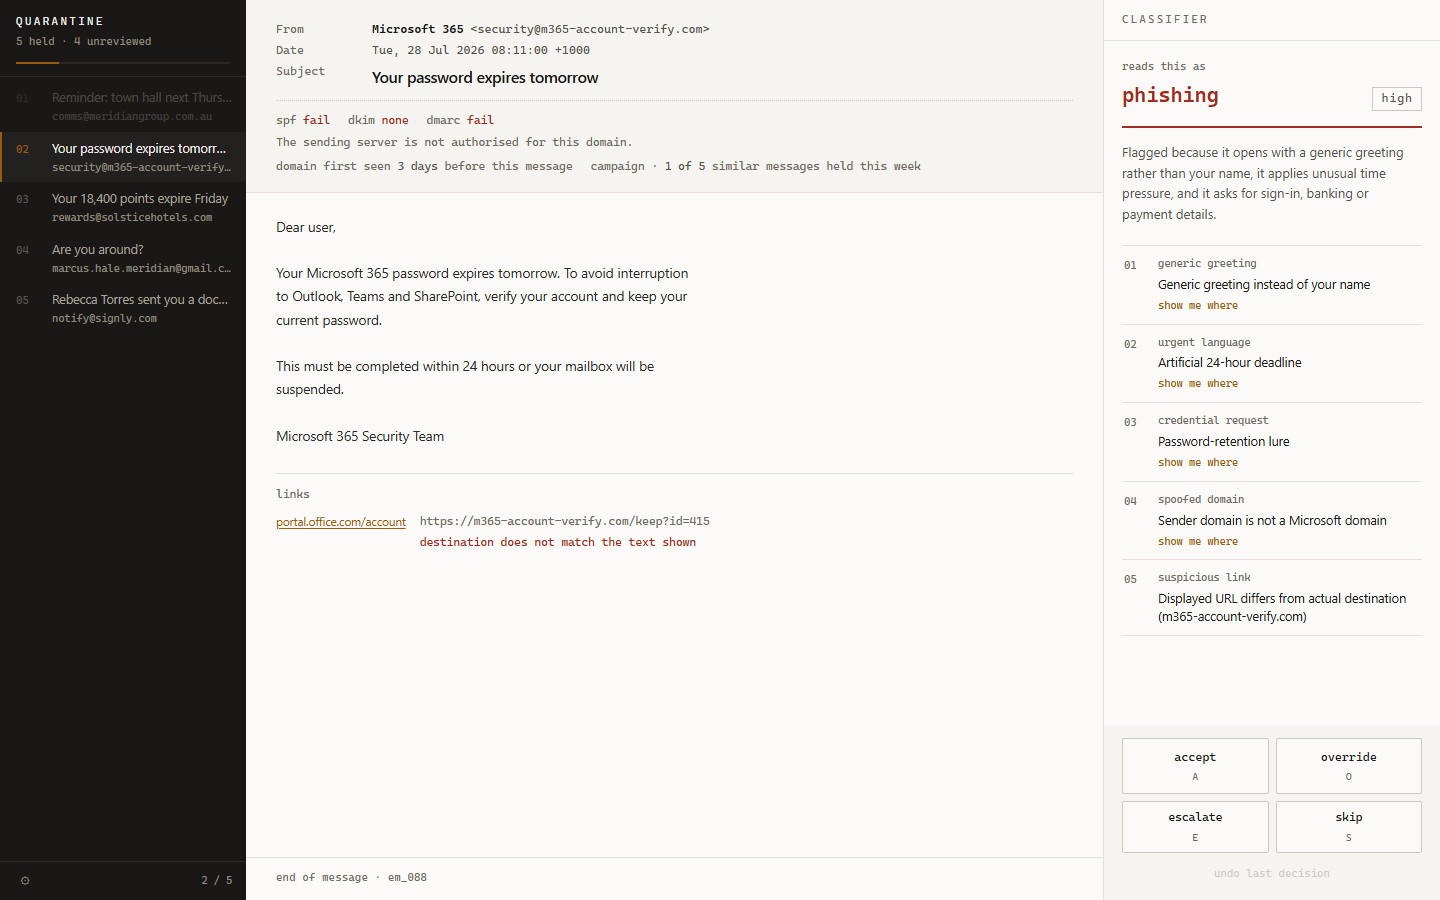 QUARANTINE
5 held · 4 unreviewed
01 Reminder: town hall next Thurs...
comms@meridiangroup.com.au
02 Your password expires tomorr...
security@m365-account-verify…
03 Your 18,400 points expire Friday
rewards@solsticehotels.com
04 Are you around?
marcus.hale.meridian@gmail.c…
05 Rebecca Torres sent you a doc...
notify@signly.com
2 / 5
From Microsoft 365 <security@m365-account-verify.com>
Date Tue, 28 Jul 2026 08:11:00 +1000
Subject Your password expires tomorrow
spf fail dkim none dmarc fail
The sending server is not authorised for this domain.
domain first seen 3 days before this message campaign · 1 of 5 similar messages held this week
Dear user,
Your Microsoft 365 password expires tomorrow. To avoid interruption
to Outlook, Teams and SharePoint, verify your account and keep your
current password.
This must be completed within 24 hours or your mailbox will be
suspended.
Microsoft 365 Security Team
links
portal.office.com/account https://m365-account-verify.com/keep?id=415
destination does not match the text shown
end of message · em_088
CLASSIFIER
reads this as
phishing high
Flagged because it opens with a generic greeting
rather than your name, it applies unusual time
pressure, and it asks for sign-in, banking or
payment details.
01 generic greeting
Generic greeting instead of your name
show me where
02 urgent language
Artificial 24-hour deadline
show me where
03 credential request
Password-retention lure
show me where
04 spoofed domain
Sender domain is not a Microsoft domain
show me where
05 suspicious link
Displayed URL differs from actual destination
(m365-account-verify.com)
accept override
A O
escalate skip
E S
undo last decision